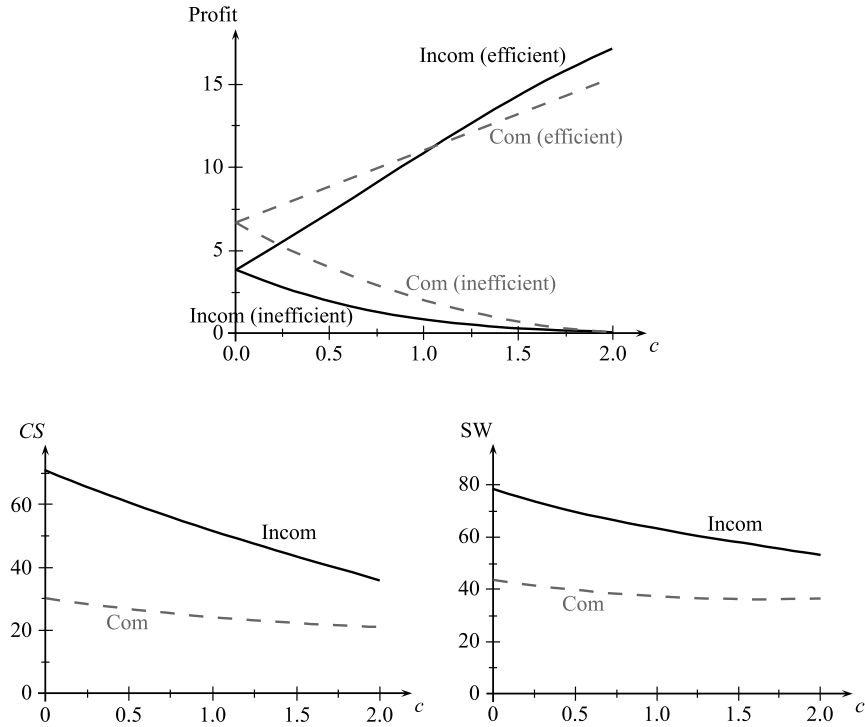 Profit
Incom (efficient)
15
Com (efficient)
10
5
Com (inefficient)
Incom (inefficient)
0
0.0 0.5 1.0 1.5 2.0 c
CS
60
Incom
40
20
Com
0
0 0.5 1.0 1.5 2.0 c
SW
80
Incom
60
40
Com
20
0
0 0.5 1.0 1.5 2.0 c